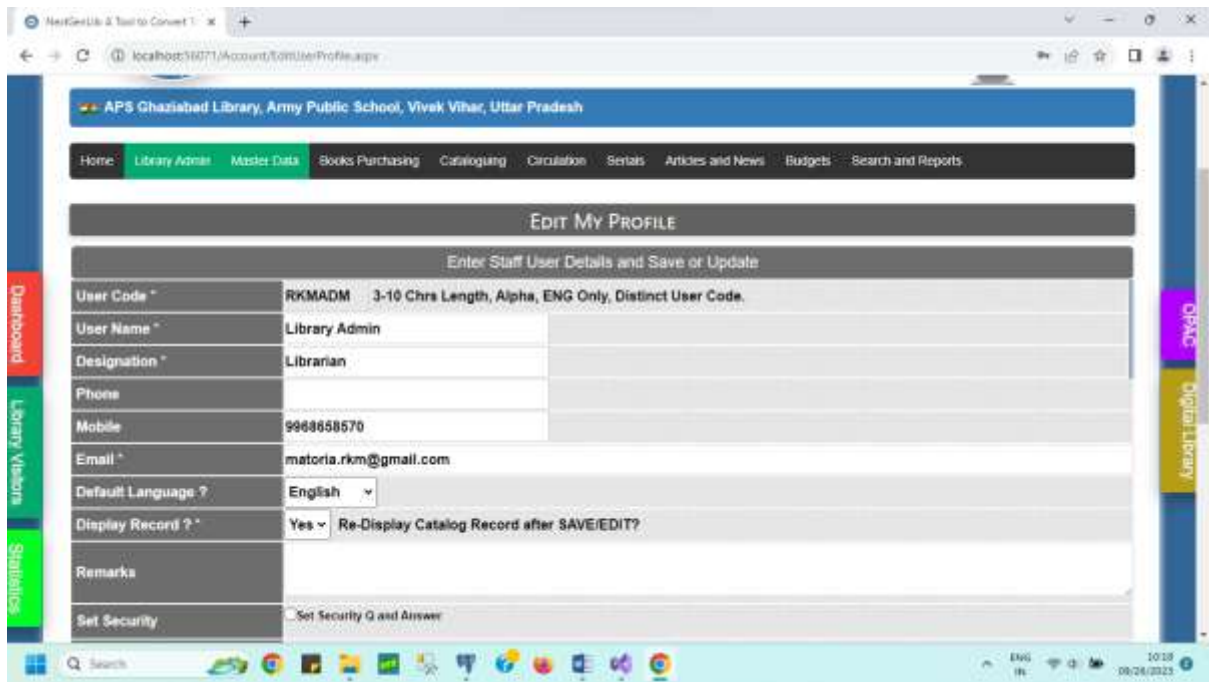 NextGenLib: A Tool to Convert T
localhost:56071/Account/EditUserProfile.aspx
APS Ghaziabad Library, Army Public School, Vivek Vihar, Uttar Pradesh
Home Library Admin Master Data Books Purchasing Cataloguing Circulation Serials Articles and News Budgets Search and Reports
EDIT MY PROFILE
Enter Staff User Details and Save or Update
User Code * RKMADM 3-10 Chrs Length, Alpha, ENG Only, Distinct User Code.
User Name * Library Admin
Designation * Librarian
Phone
Mobile 9968658570
Email * matoria.rkm@gmail.com
Default Language ? English
Display Record ? * Yes Re-Display Catalog Record after SAVE/EDIT?
Remarks
Set Security Set Security Q and Answer
Dashboard
Library Visitors
Statistics
OPAC
Digital Library
Search
ENG
IN
10:18
09/26/2023